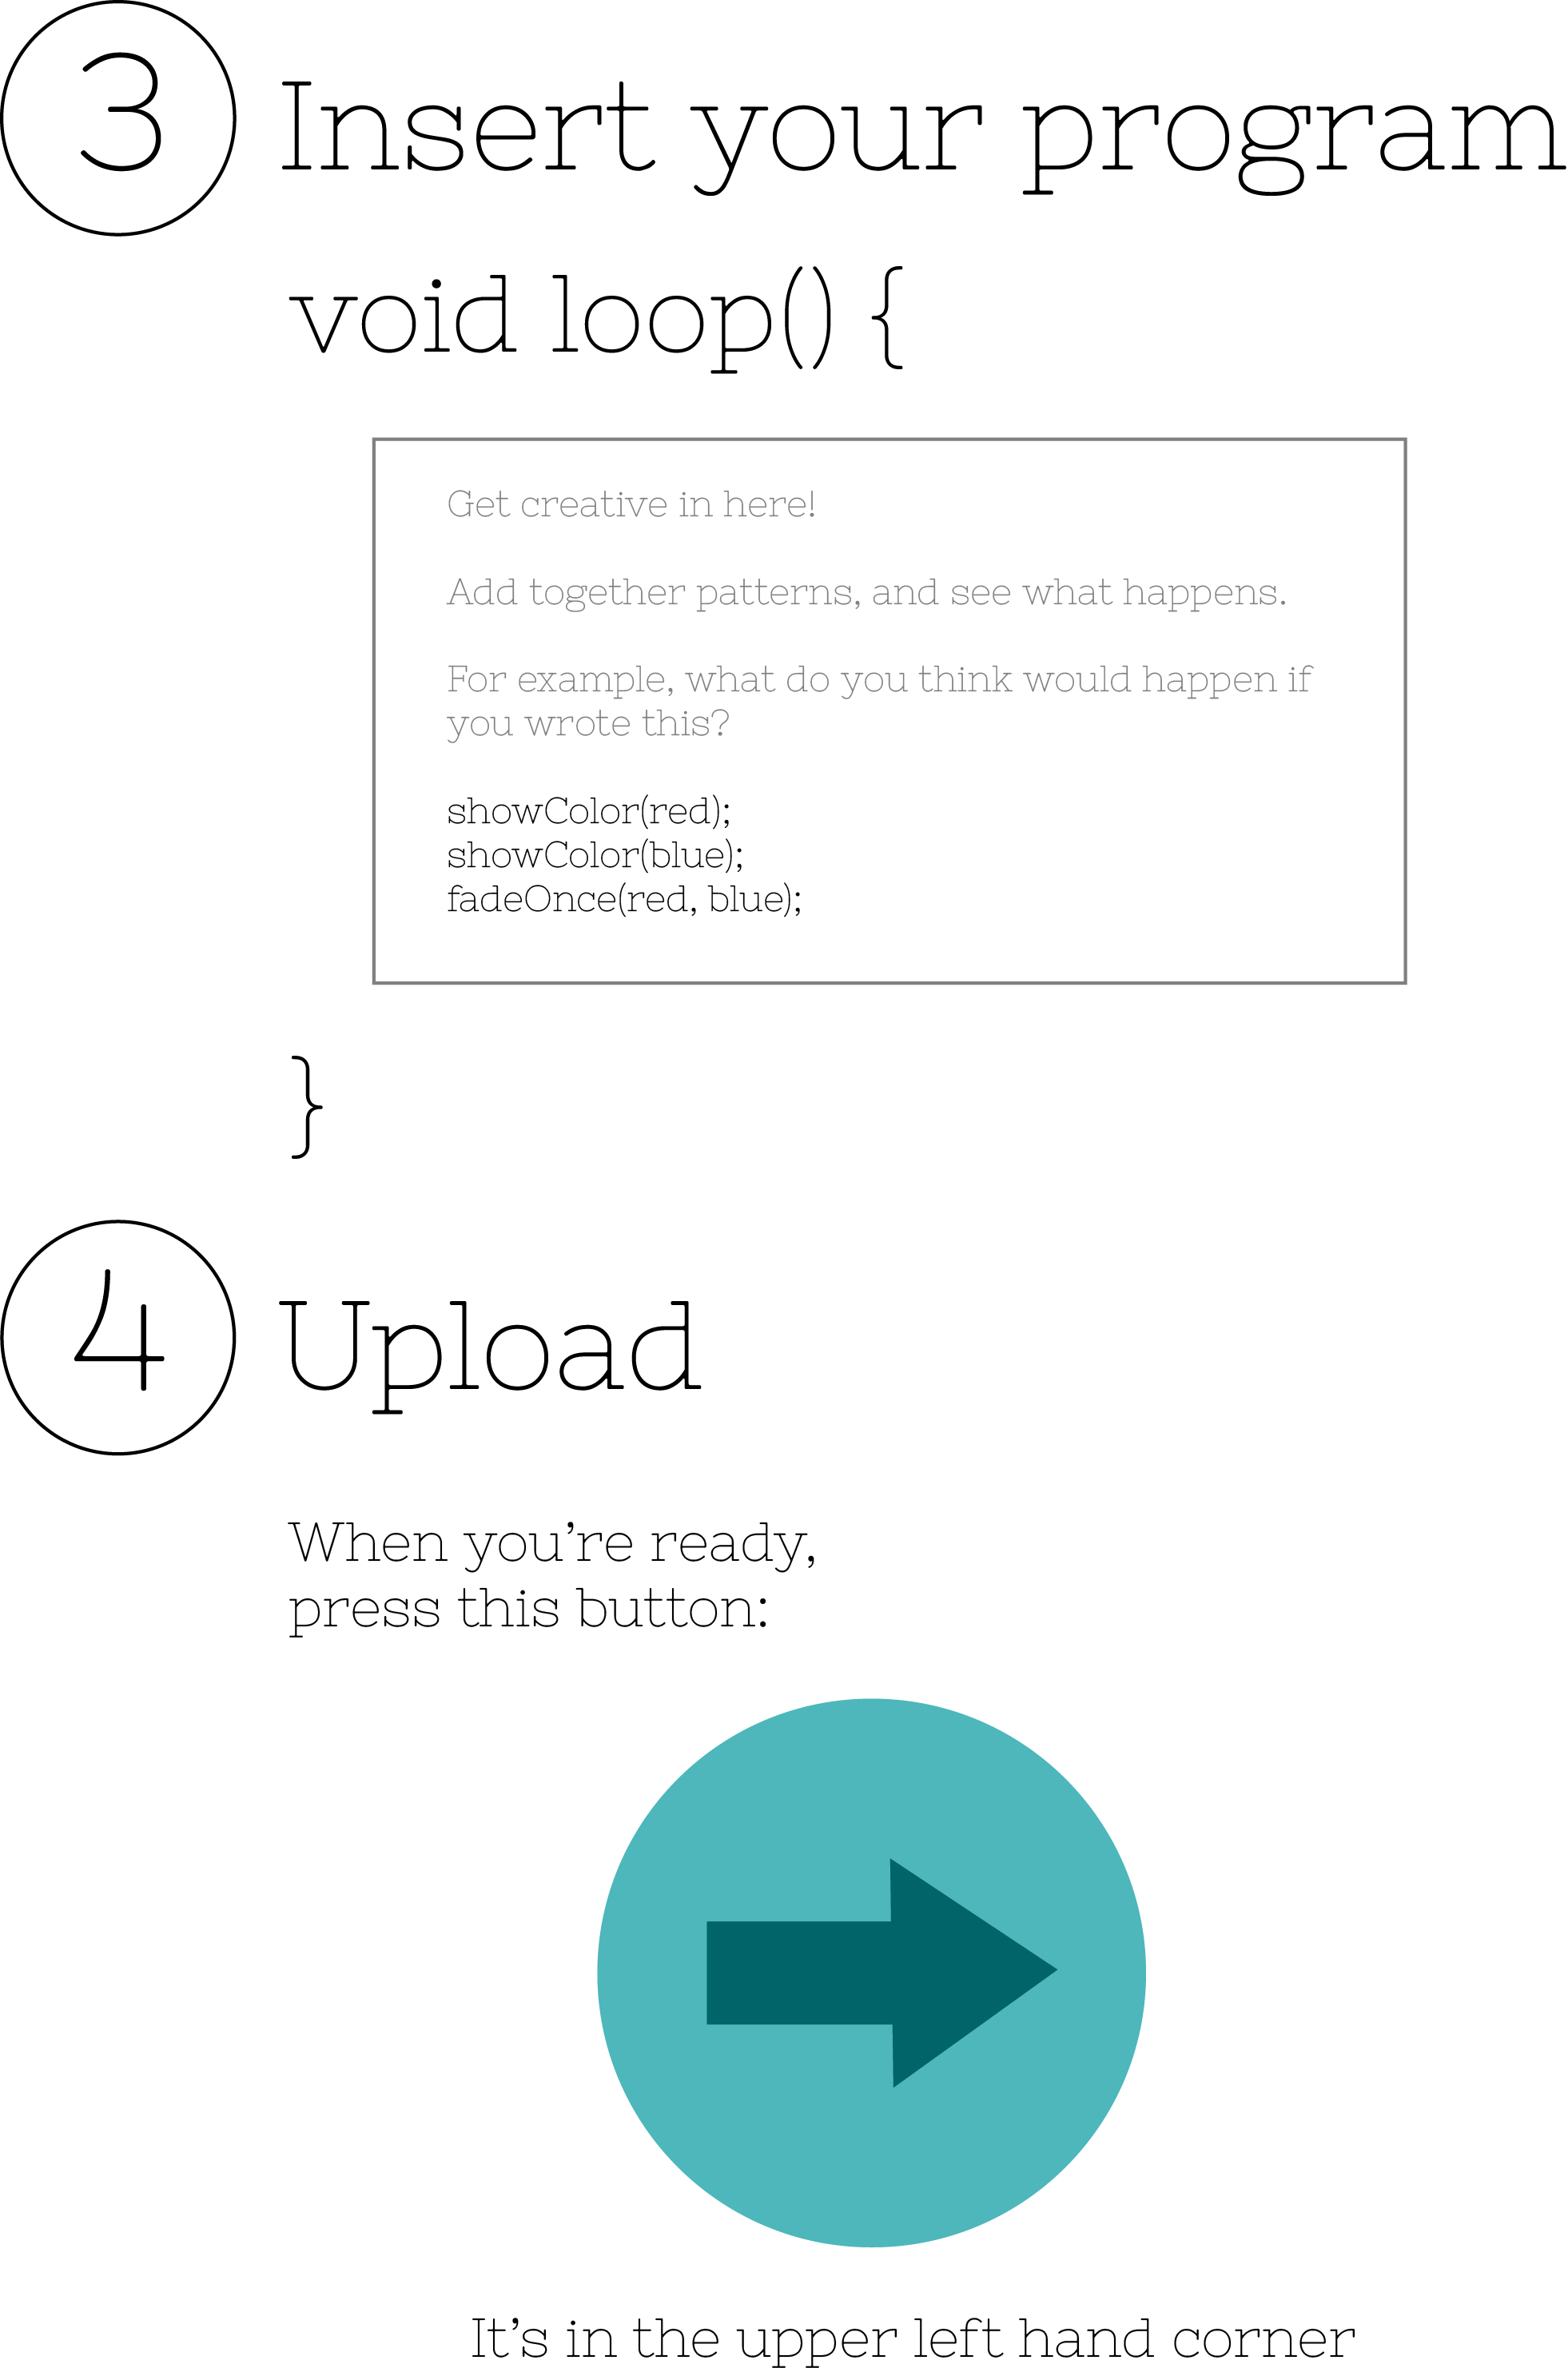 3 Insert your program
void loop() {
Get creative in here!
Add together patterns, and see what happens.
For example, what do you think would happen if
you wrote this?
showColor(red);
showColor(blue);
fadeOnce(red, blue);
}
4 Upload
When you’re ready,
press this button:
It’s in the upper left hand corner